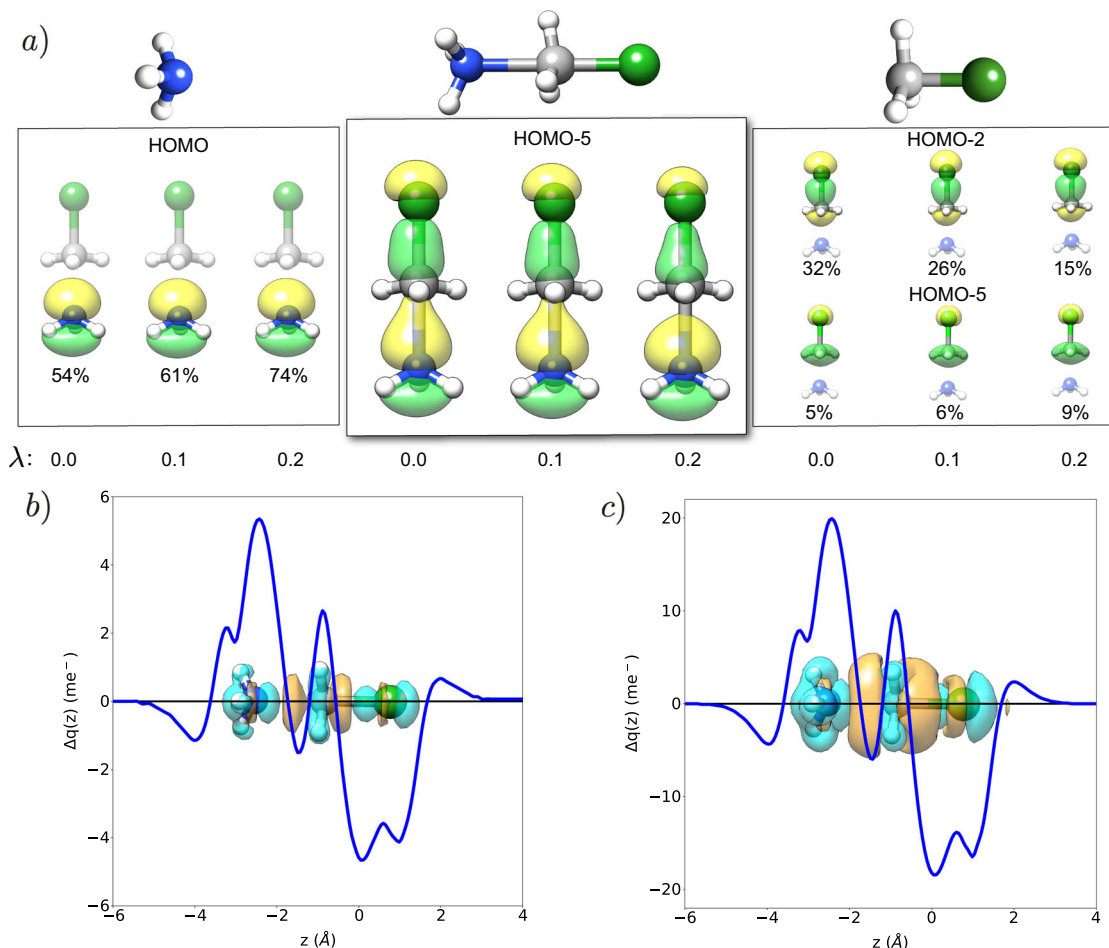 a)
HOMO
HOMO-5
HOMO-2
32% 26% 15%
HOMO-5
54% 61% 74%
5% 6% 9%
λ: 0.0 0.1 0.2 0.0 0.1 0.2 0.0 0.1 0.2
b)
6
4
2
0
−2
−4
−6
Δq(z) (me⁻)
−6 −4 −2 0 2 4
z (Å)
c)
20
10
0
−10
−20
Δq(z) (me⁻)
−6 −4 −2 0 2 4
z (Å)